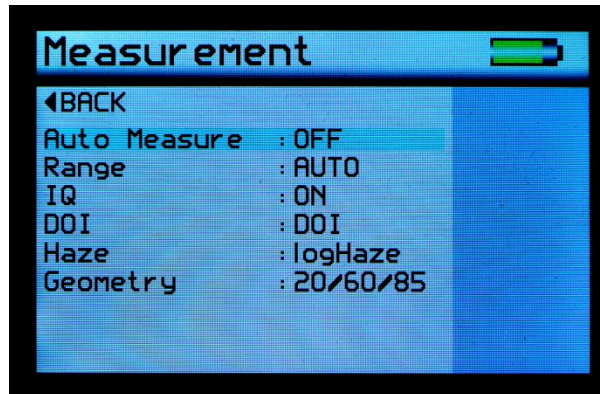 Measurement
◀BACK
Auto Measure : OFF
Range : AUTO
IQ : ON
DOI : DOI
Haze : logHaze
Geometry : 20/60/85